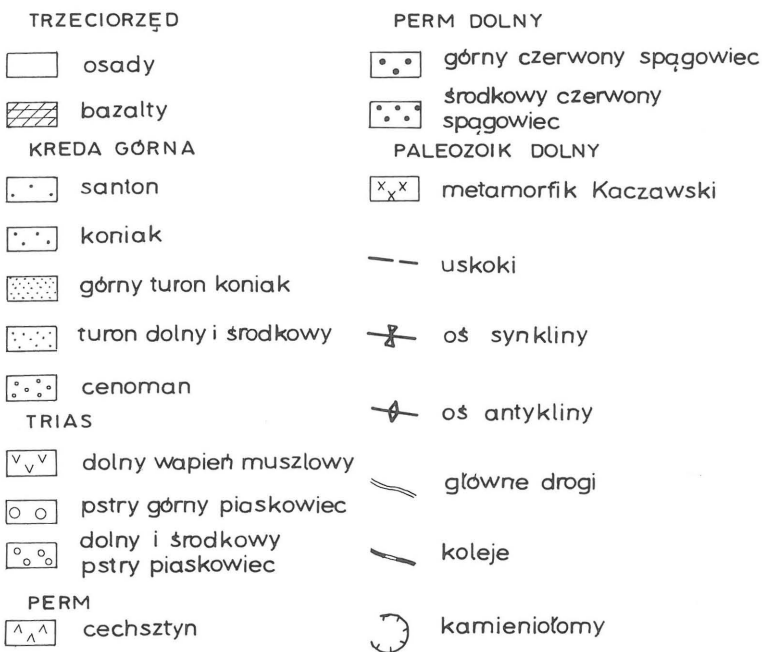 TRZECIORZĘD
osady
bazalty
KREDA GÓRNA
santon
koniak
górny turon koniak
turon dolny i środkowy
cenoman
TRIAS
dolny wapień muszlowy
pstry górny piaskowiec
dolny i środkowy
pstry piaskowiec
PERM
cechsztyn
PERM DOLNY
górny czerwony spągowiec
środkowy czerwony
spągowiec
PALEOZOIK DOLNY
metamorfik Kaczawski
uskoki
oś synkliny
oś antykliny
główne drogi
koleje
kamieniołomy